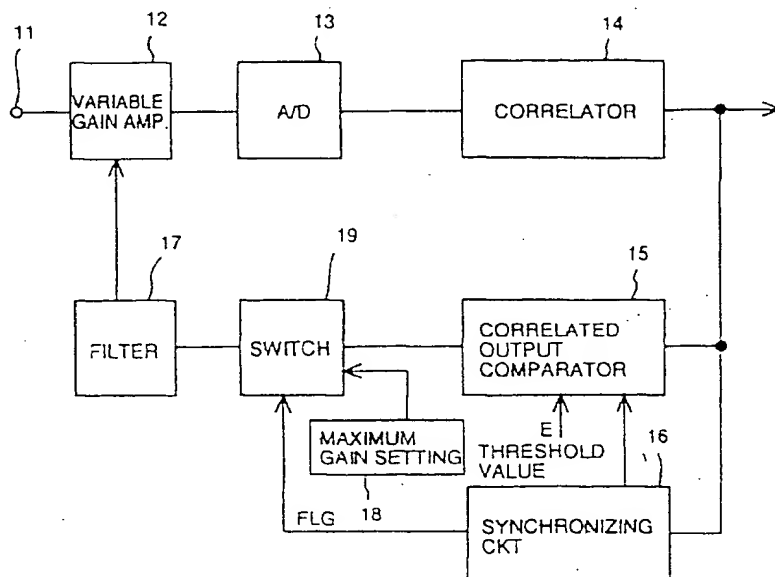 11
12
13
14
VARIABLE
GAIN AMP.
A/D
CORRELATOR
17
19
15
FILTER
SWITCH
CORRELATED
OUTPUT
COMPARATOR
MAXIMUM
GAIN SETTING
18
E
THRESHOLD
VALUE
16
FLG
SYNCHRONIZING
CKT